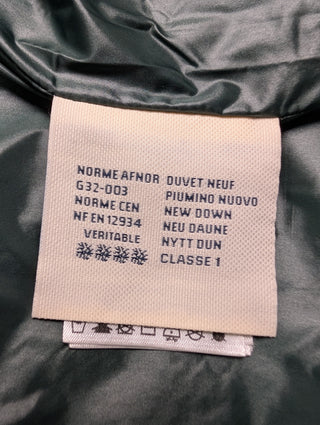 NORME AFNOR
G32-003
NORME CEN
NF EN 12934
VERITABLE
DUVET NEUF
PIUMINO NUOVO
NEW DOWN
NEU DAUNE
NYTT DUN
CLASSE 1